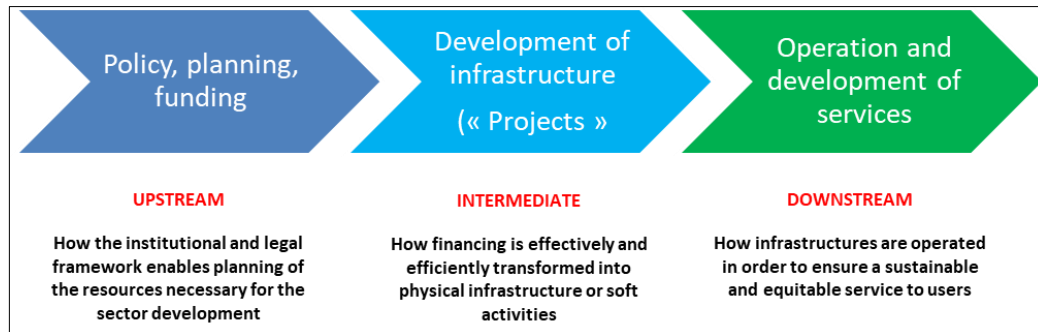 Policy, planning,
funding
Development of
infrastructure
(« Projects »
Operation and
development of
services
UPSTREAM
How the institutional and legal
framework enables planning of
the resources necessary for the
sector development
INTERMEDIATE
How financing is effectively and
efficiently transformed into
physical infrastructure or soft
activities
DOWNSTREAM
How infrastructures are operated
in order to ensure a sustainable
and equitable service to users